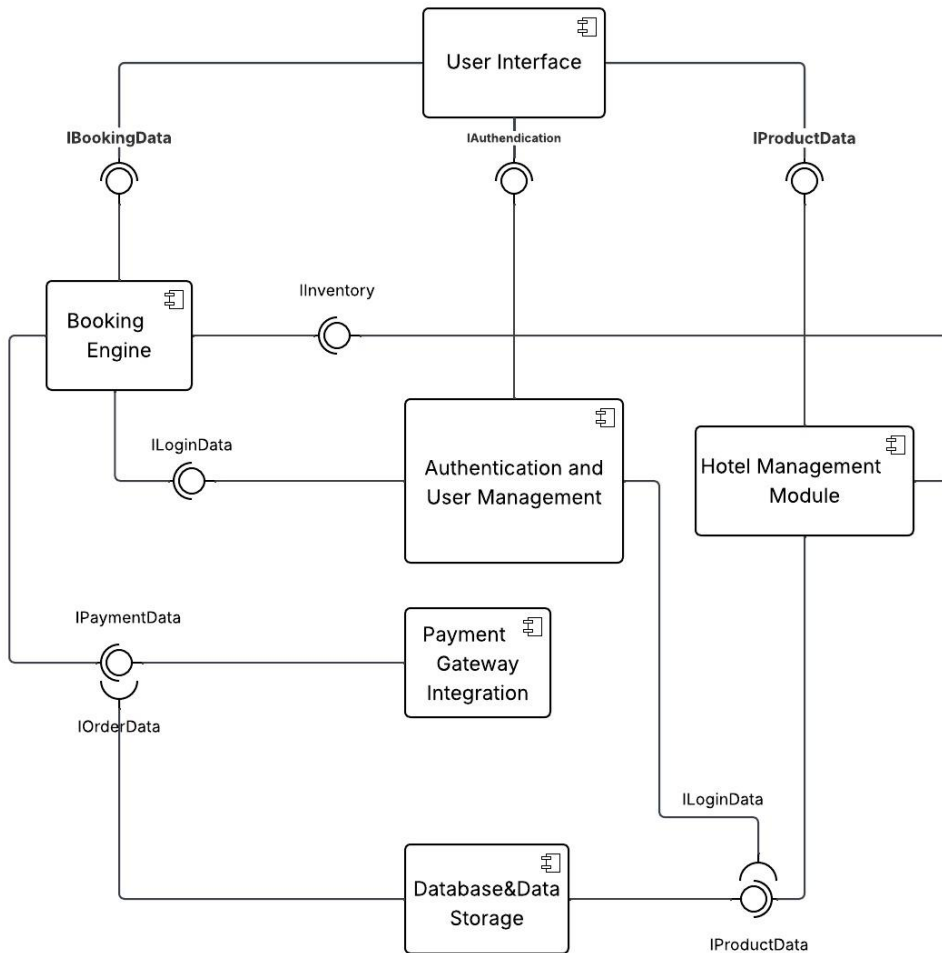 User Interface
IBookingData
IAuthendication
IProductData
IInventory
Booking
Engine
ILoginData
Authentication and
User Management
Hotel Management
Module
IPaymentData
Payment
Gateway
Integration
IOrderData
ILoginData
Database&Data
Storage
IProductData